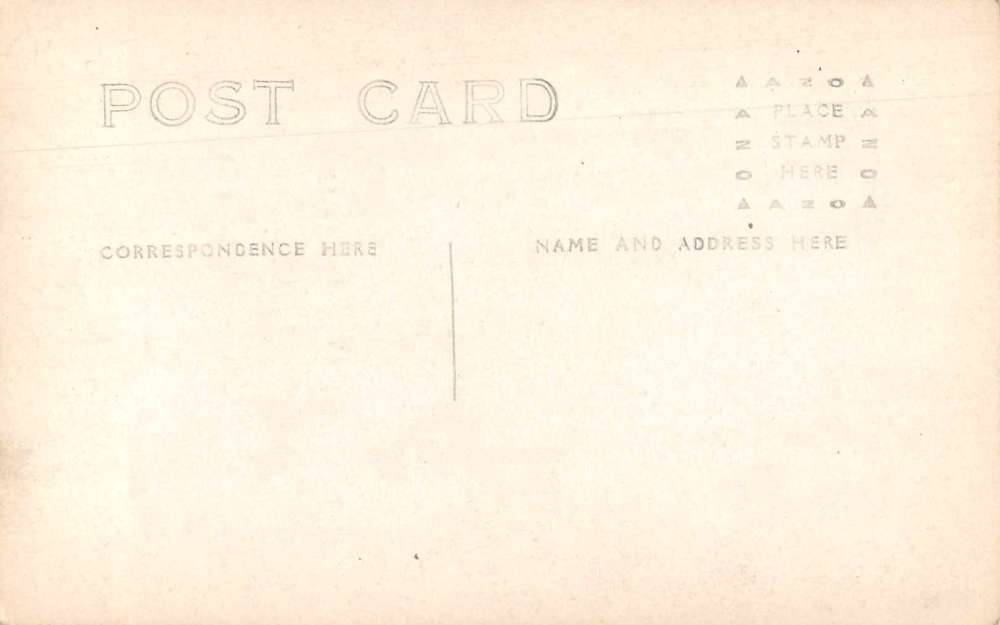 POST CARD
▲ AZO ▲
A PLACE A
Z STAMP Z
O HERE O
▲ AZO ▲
CORRESPONDENCE HERE
NAME AND ADDRESS HERE